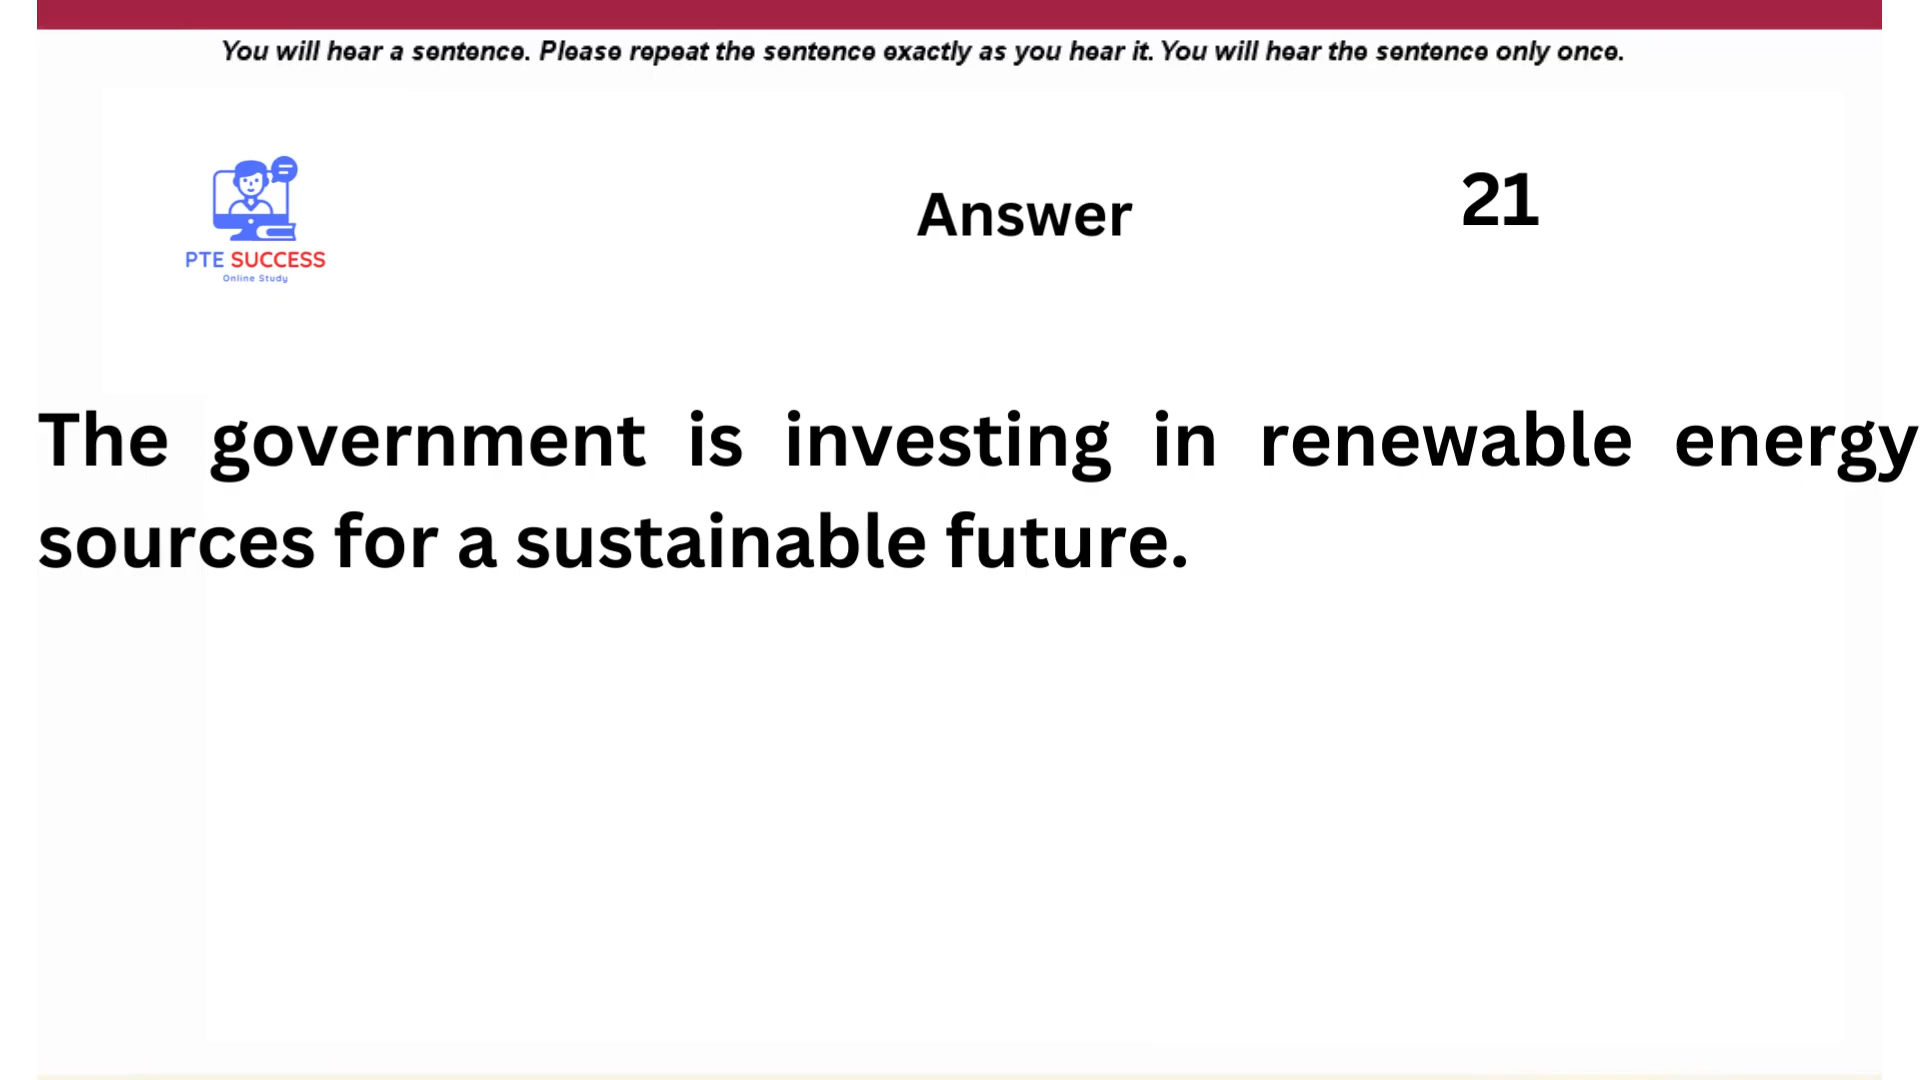 You will hear a sentence. Please repeat the sentence exactly as you hear it. You will hear the sentence only once.
PTE SUCCESS
Online Study
Answer
21
The government is investing in renewable energy
sources for a sustainable future.